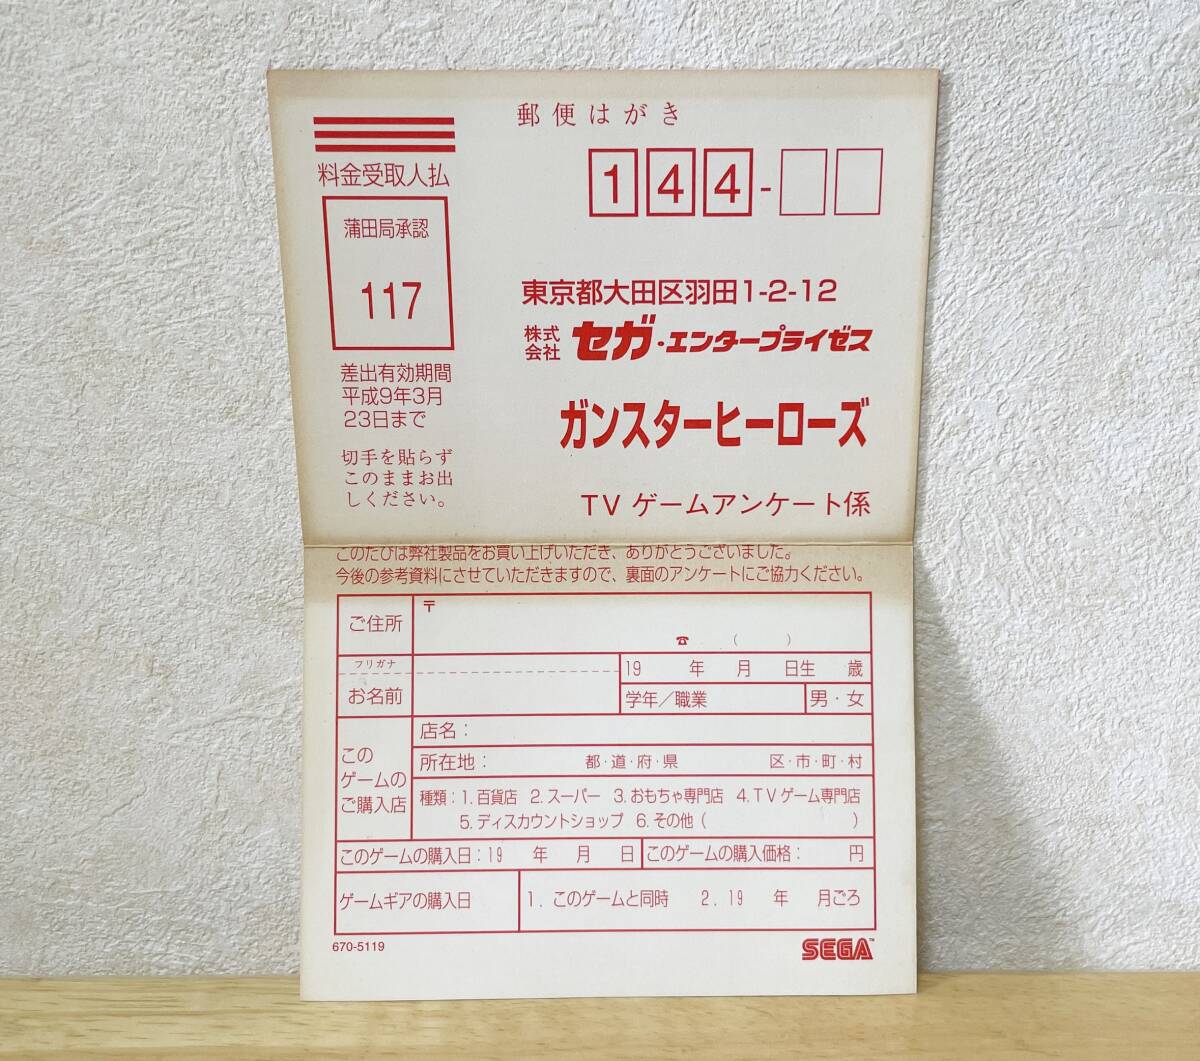 郵便はがき
料金受取人払
蒲田局承認
117
差出有効期間
平成9年3月
23日まで
切手を貼らず
このままお出
しください。
144-
東京都大田区羽田1-2-12
株式会社 セガ・エンタープライゼス
ガンスターヒーローズ
TVゲームアンケート係
このたびは弊社製品をお買い上げいただき、ありがとうございました。
今後の参考資料にさせていただきますので、裏面のアンケートにご協力ください。
ご住所 〒
☎ ( )
フリガナ
お名前
19 年 月 日生 歳
学年/職業 男・女
このゲームのご購入店
店名:
所在地: 都・道・府・県 区・市・町・村
種類:1.百貨店 2.スーパー 3.おもちゃ専門店 4.TVゲーム専門店
5.ディスカウントショップ 6.その他( )
このゲームの購入日:19 年 月 日 このゲームの購入価格: 円
ゲームギアの購入日 1.このゲームと同時 2.19 年 月ごろ
670-5119 SEGA™